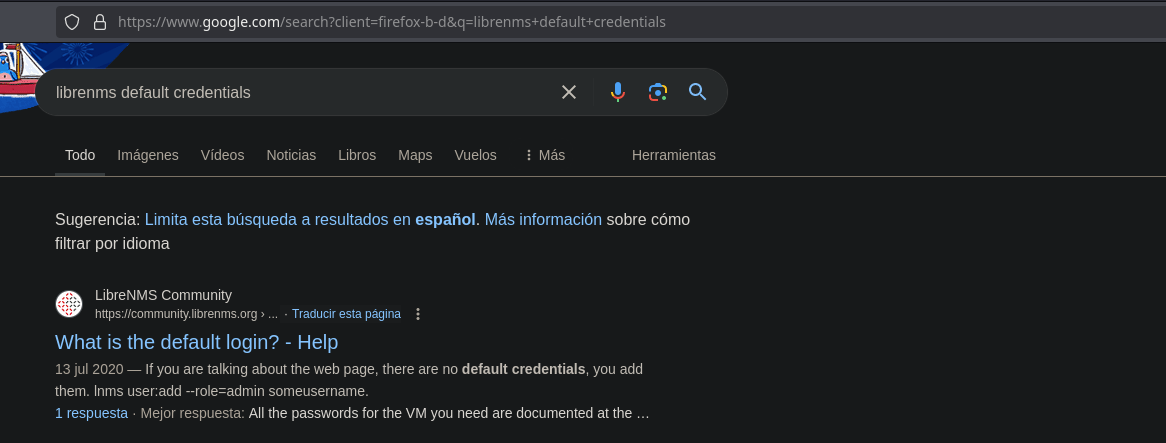 https://www.google.com/search?client=firefox-b-d&q=librenms+default+credentials
librenms default credentials
Todo Imágenes Vídeos Noticias Libros Maps Vuelos Más Herramientas
Sugerencia: Limita esta búsqueda a resultados en español. Más información sobre cómo
filtrar por idioma
LibreNMS Community
https://community.librenms.org › ... · Traducir esta página
What is the default login? - Help
13 jul 2020 — If you are talking about the web page, there are no default credentials, you add
them. lnms user:add --role=admin someusername.
1 respuesta · Mejor respuesta: All the passwords for the VM you need are documented at the ...